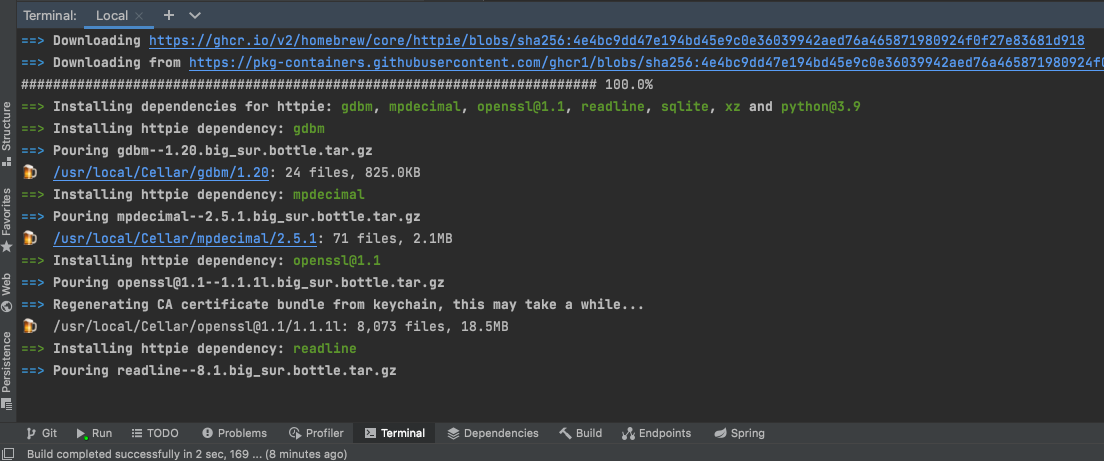 Terminal: Local × +
==> Downloading https://ghcr.io/v2/homebrew/core/httpie/blobs/sha256:4e4bc9dd47e194bd45e9c0e36039942aed76a465871980924f0f27e83681d918
==> Downloading from https://pkg-containers.githubusercontent.com/ghcr1/blobs/sha256:4e4bc9dd47e194bd45e9c0e36039942aed76a465871980924f0
######################################################################## 100.0%
==> Installing dependencies for httpie: gdbm, mpdecimal, openssl@1.1, readline, sqlite, xz and python@3.9
==> Installing httpie dependency: gdbm
==> Pouring gdbm--1.20.big_sur.bottle.tar.gz
🍺 /usr/local/Cellar/gdbm/1.20: 24 files, 825.0KB
==> Installing httpie dependency: mpdecimal
==> Pouring mpdecimal--2.5.1.big_sur.bottle.tar.gz
🍺 /usr/local/Cellar/mpdecimal/2.5.1: 71 files, 2.1MB
==> Installing httpie dependency: openssl@1.1
==> Pouring openssl@1.1--1.1.1l.big_sur.bottle.tar.gz
==> Regenerating CA certificate bundle from keychain, this may take a while...
🍺 /usr/local/Cellar/openssl@1.1/1.1.1l: 8,073 files, 18.5MB
==> Installing httpie dependency: readline
==> Pouring readline--8.1.big_sur.bottle.tar.gz
Structure
Favorites
Web
Persistence
Git Run TODO Problems Profiler Terminal Dependencies Build Endpoints Spring
Build completed successfully in 2 sec, 169 ... (8 minutes ago)